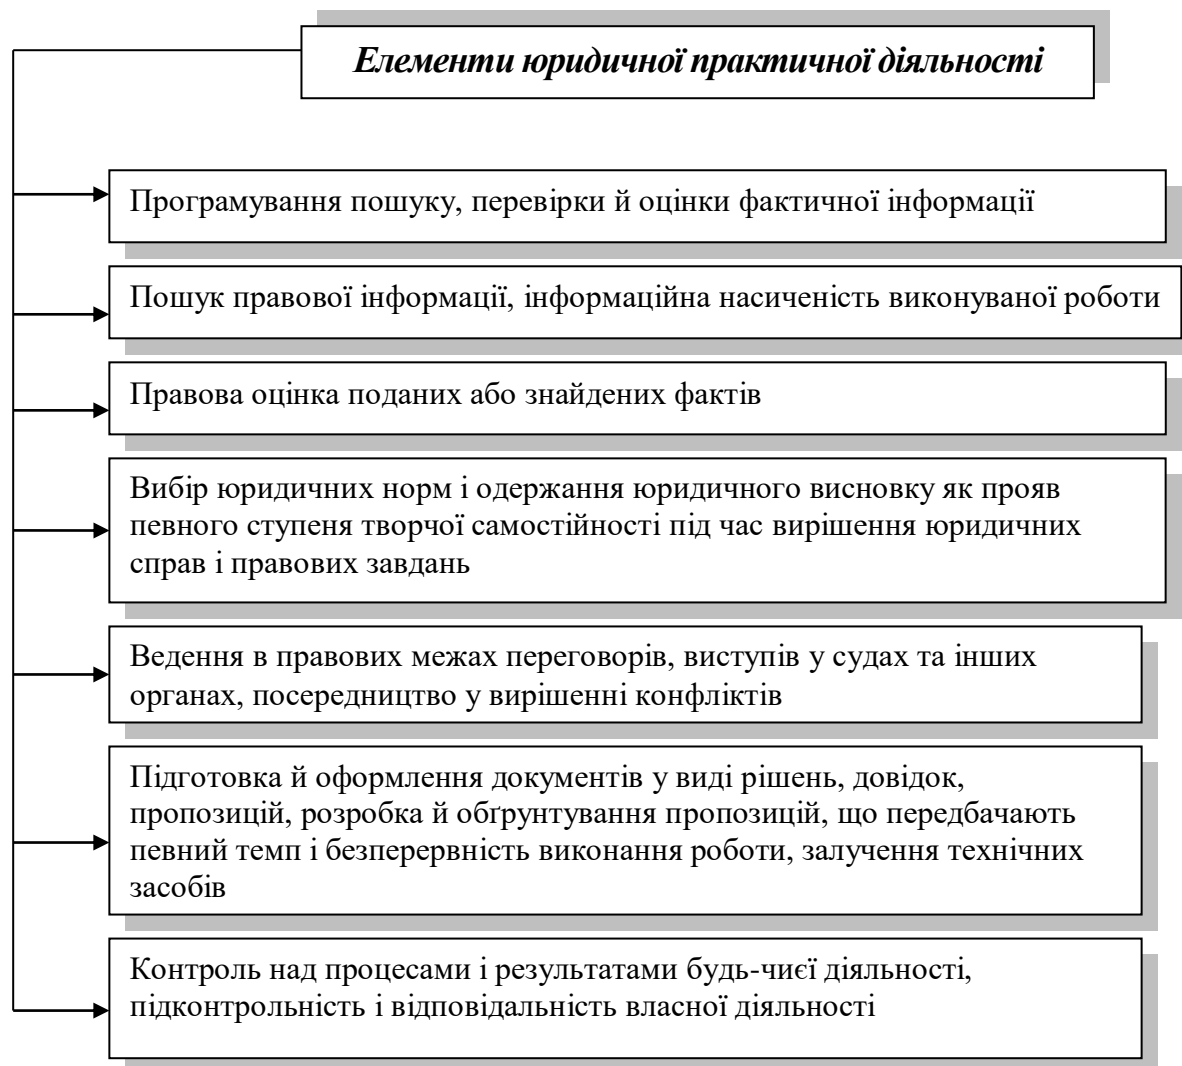 Елементи юридичної практичної діяльності
Програмування пошуку, перевірки й оцінки фактичної інформації
Пошук правової інформації, інформаційна насиченість виконуваної роботи
Правова оцінка поданих або знайдених фактів
Вибір юридичних норм і одержання юридичного висновку як прояв
певного ступеня творчої самостійності під час вирішення юридичних
справ і правових завдань
Ведення в правових межах переговорів, виступів у судах та інших
органах, посередництво у вирішенні конфліктів
Підготовка й оформлення документів у виді рішень, довідок,
пропозицій, розробка й обґрунтування пропозицій, що передбачають
певний темп і безперервність виконання роботи, залучення технічних
засобів
Контроль над процесами і результатами будь-чиєї діяльності,
підконтрольність і відповідальність власної діяльності